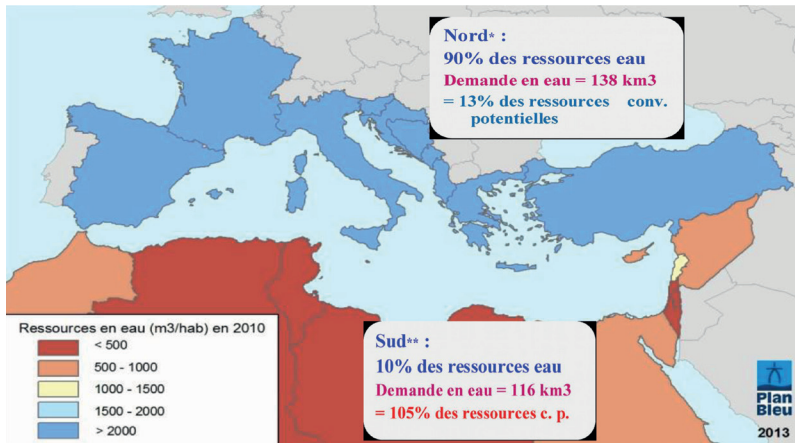 Nord* :
90% des ressources eau
Demande en eau = 138 km3
= 13% des ressources conv.
potentielles
Ressources en eau (m3/hab) en 2010
< 500
500 - 1000
1000 - 1500
1500 - 2000
> 2000
Sud** :
10% des ressources eau
Demande en eau = 116 km3
= 105% des ressources c. p.
Plan
Bleu
2013